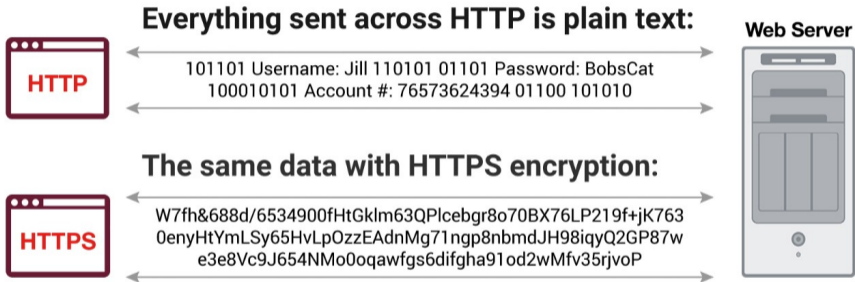 Everything sent across HTTP is plain text:
Web Server
HTTP
101101 Username: Jill 110101 01101 Password: BobsCat
100010101 Account #: 76573624394 01100 101010
The same data with HTTPS encryption:
HTTPS
W7fh&688d/6534900fHtGklm63QPlcebgr8o70BX76LP219f+jK763
0enyHtYmLSy65HvLpOzzEAdnMg71ngp8nbmdJH98iqyQ2GP87w
e3e8Vc9J654NMo0oqawfgs6difgha91od2wMfv35rjvoP